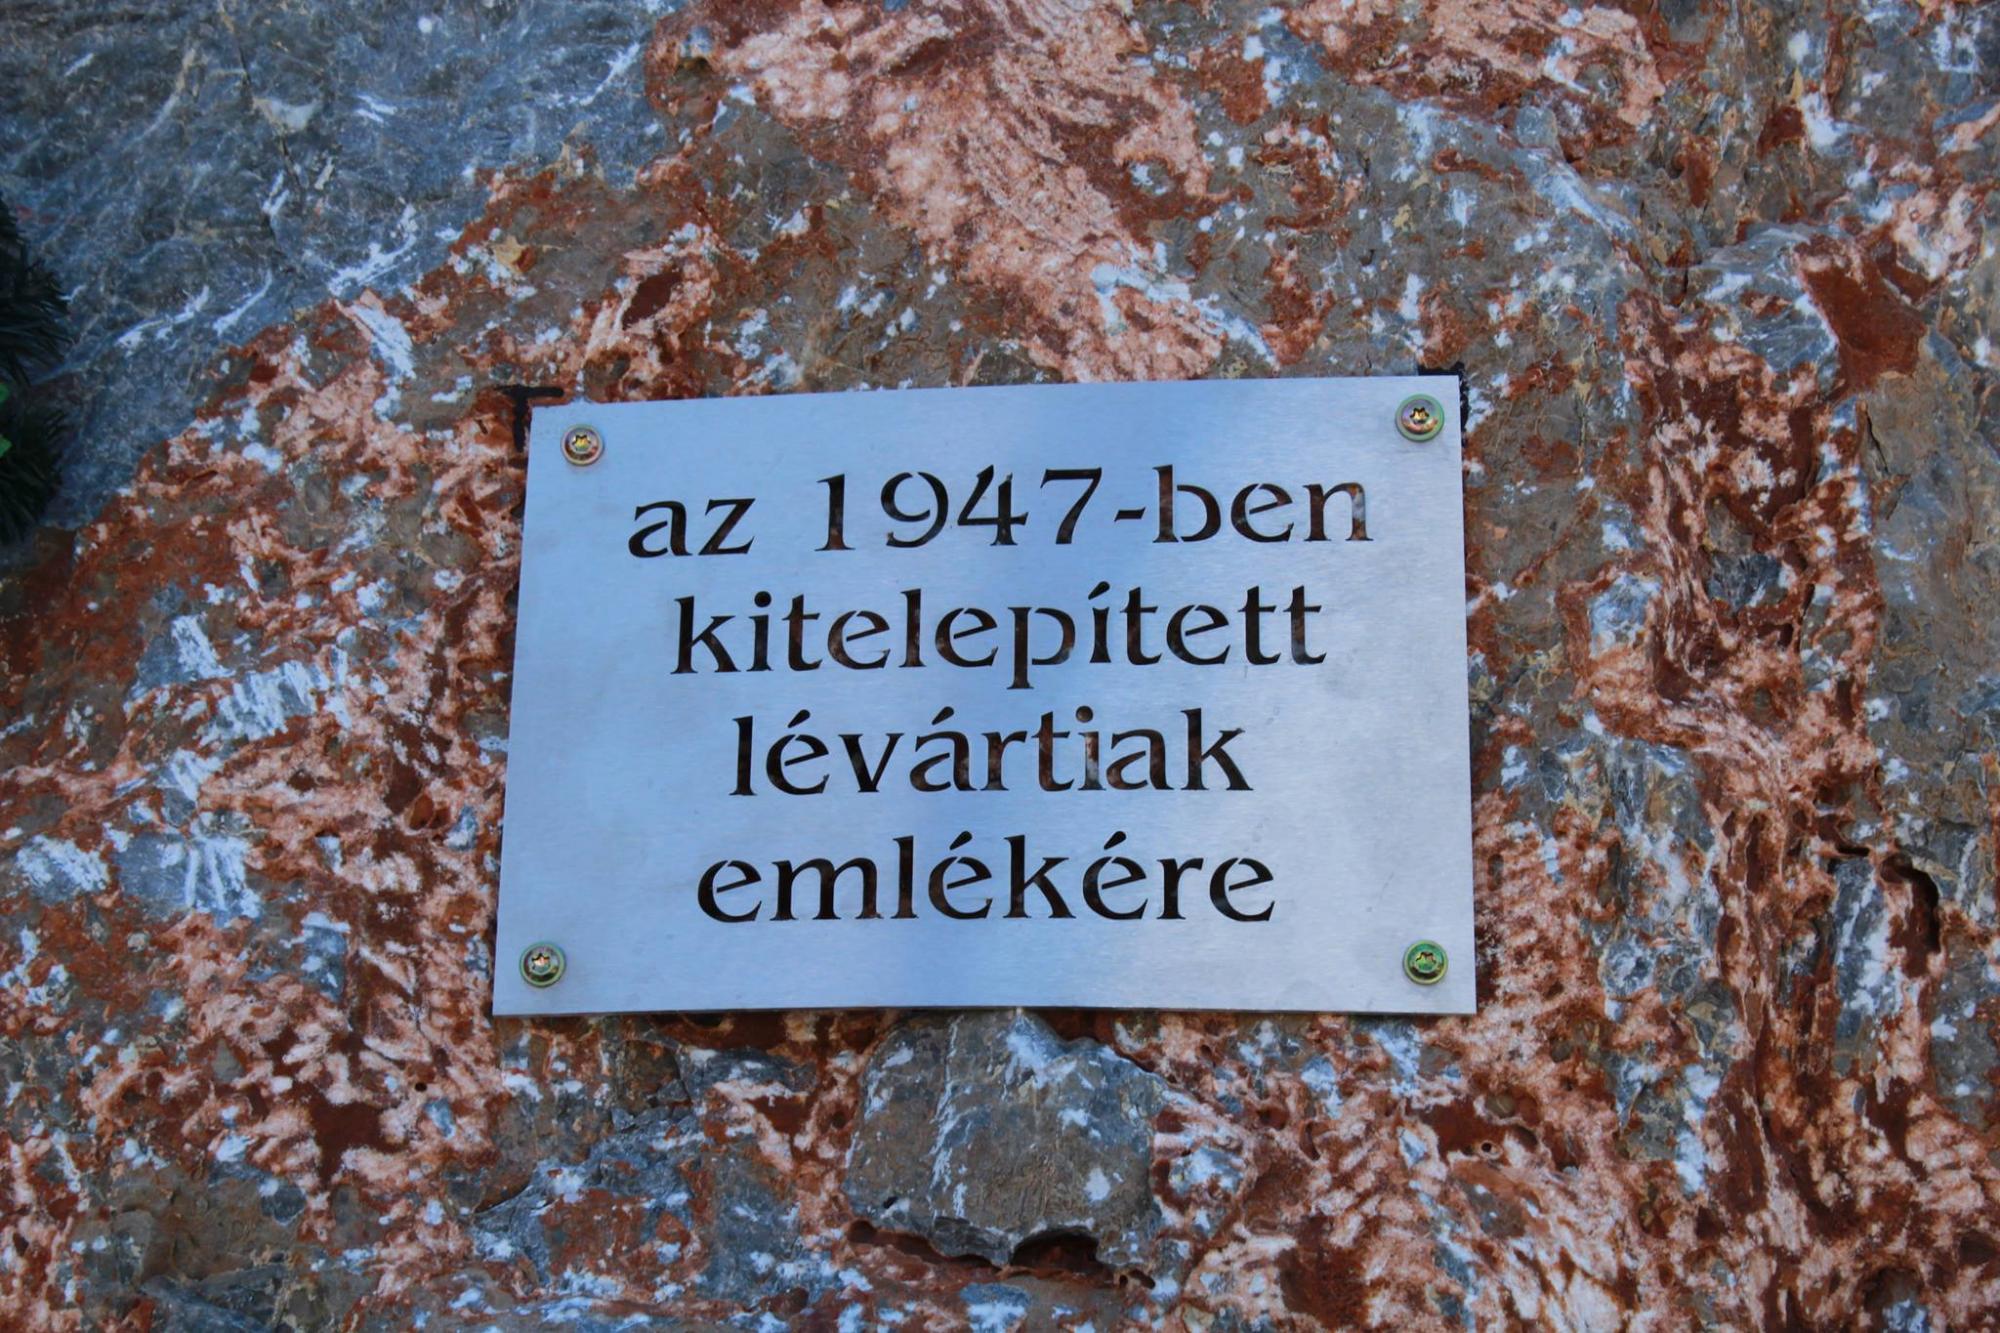 az 1947-ben
kitelepített
lévártiak
emlékére